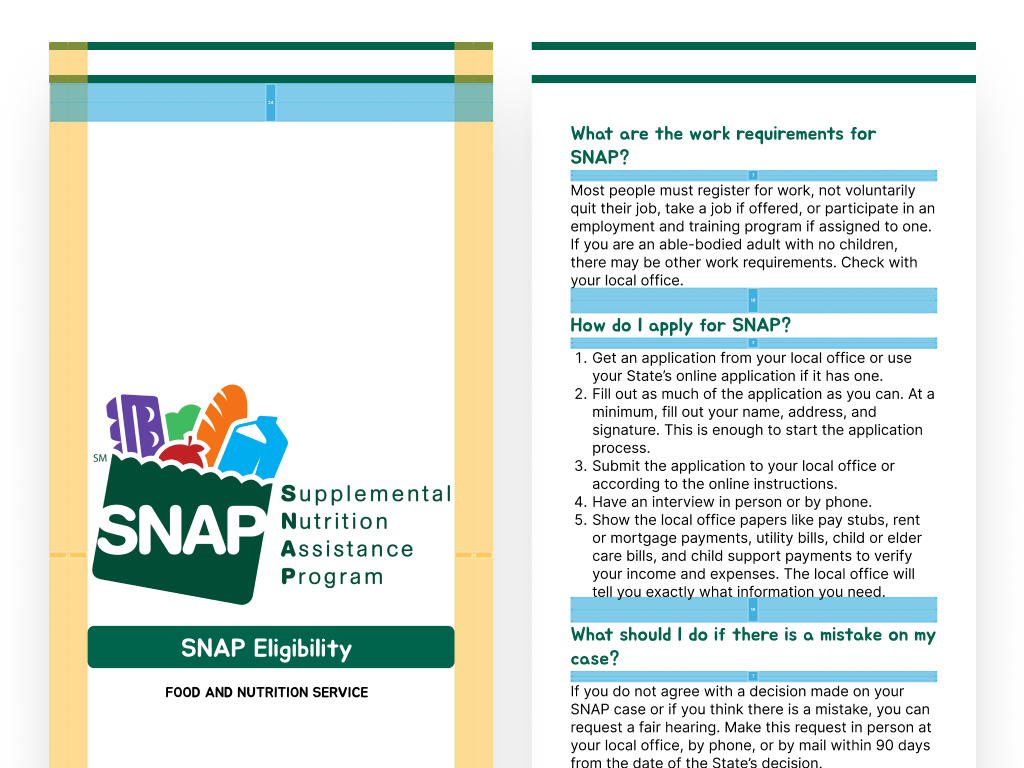 24
SM
SNAP
Supplemental
Nutrition
Assistance
Program
SNAP Eligibility
FOOD AND NUTRITION SERVICE
What are the work requirements for
SNAP?
Most people must register for work, not voluntarily
quit their job, take a job if offered, or participate in an
employment and training program if assigned to one.
If you are an able-bodied adult with no children,
there may be other work requirements. Check with
your local office.
How do I apply for SNAP?
1. Get an application from your local office or use
your State’s online application if it has one.
2. Fill out as much of the application as you can. At a
minimum, fill out your name, address, and
signature. This is enough to start the application
process.
3. Submit the application to your local office or
according to the online instructions.
4. Have an interview in person or by phone.
5. Show the local office papers like pay stubs, rent
or mortgage payments, utility bills, child or elder
care bills, and child support payments to verify
your income and expenses. The local office will
tell you exactly what information you need.
What should I do if there is a mistake on my
case?
If you do not agree with a decision made on your
SNAP case or if you think there is a mistake, you can
request a fair hearing. Make this request in person at
your local office, by phone, or by mail within 90 days
from the date of the State’s decision.